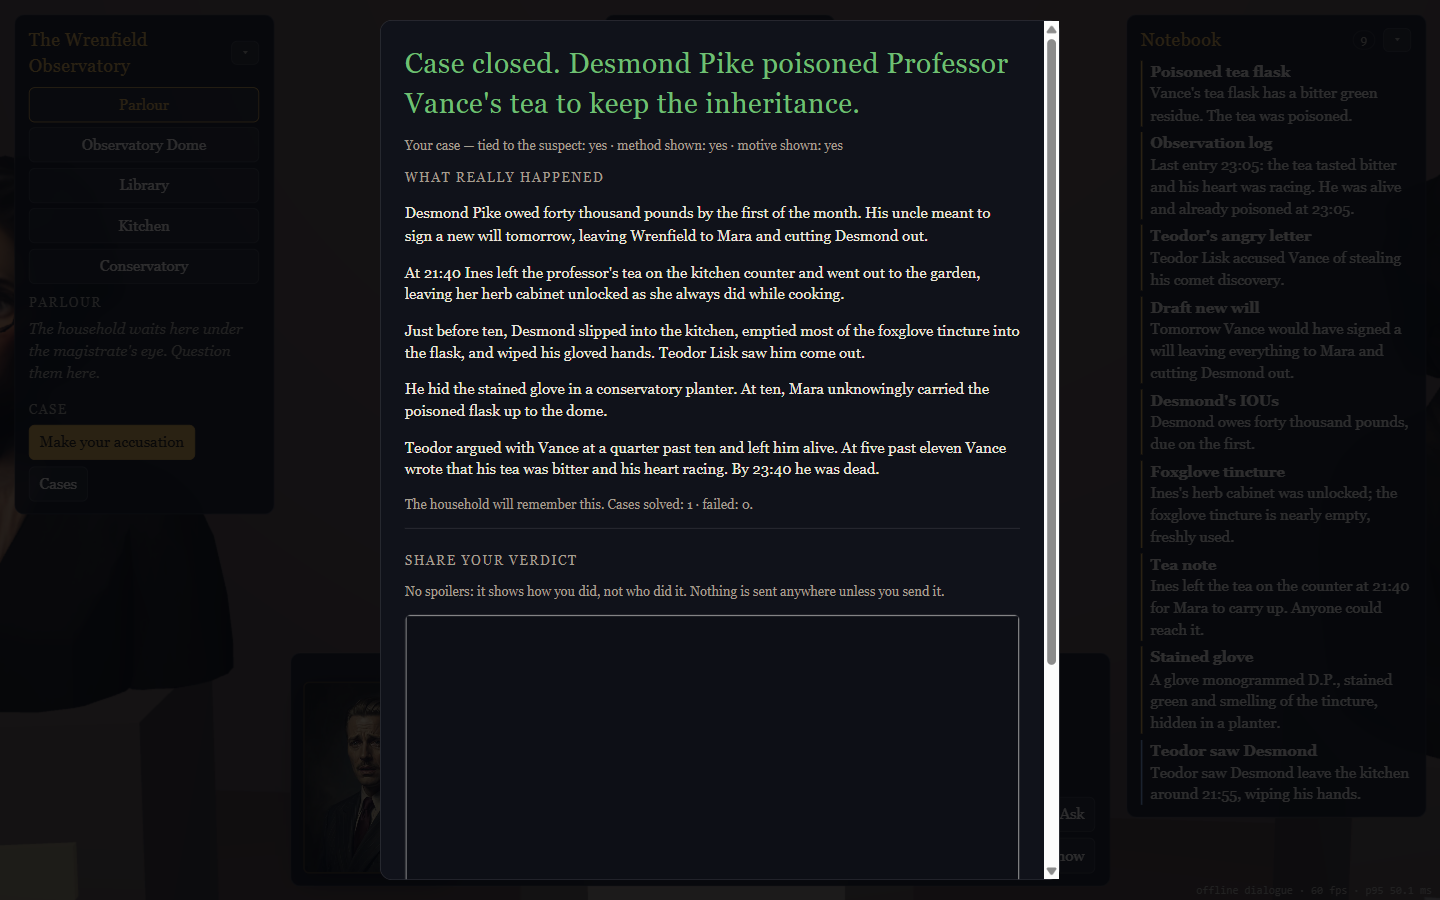 The Wrenfield
Observatory
Parlour
Observatory Dome
Library
Kitchen
Conservatory
PARLOUR
The household waits here under
the magistrate's eye. Question
them here.
CASE
Make your accusation
Cases
Case closed. Desmond Pike poisoned Professor
Vance's tea to keep the inheritance.
Your case — tied to the suspect: yes · method shown: yes · motive shown: yes
WHAT REALLY HAPPENED
Desmond Pike owed forty thousand pounds by the first of the month. His uncle meant to
sign a new will tomorrow, leaving Wrenfield to Mara and cutting Desmond out.
At 21:40 Ines left the professor's tea on the kitchen counter and went out to the garden,
leaving her herb cabinet unlocked as she always did while cooking.
Just before ten, Desmond slipped into the kitchen, emptied most of the foxglove tincture into
the flask, and wiped his gloved hands. Teodor Lisk saw him come out.
He hid the stained glove in a conservatory planter. At ten, Mara unknowingly carried the
poisoned flask up to the dome.
Teodor argued with Vance at a quarter past ten and left him alive. At five past eleven Vance
wrote that his tea was bitter and his heart racing. By 23:40 he was dead.
The household will remember this. Cases solved: 1 · failed: 0.
SHARE YOUR VERDICT
No spoilers: it shows how you did, not who did it. Nothing is sent anywhere unless you send it.
Ask
Notebook
9
Poisoned tea flask
Vance's tea flask has a bitter green
residue. The tea was poisoned.
Observation log
Last entry 23:05: the tea tasted bitter
and his heart was racing. He was alive
and already poisoned at 23:05.
Teodor's angry letter
Teodor Lisk accused Vance of stealing
his comet discovery.
Draft new will
Tomorrow Vance would have signed a
will leaving everything to Mara and
cutting Desmond out.
Desmond's IOUs
Desmond owes forty thousand pounds,
due on the first.
Foxglove tincture
Ines's herb cabinet was unlocked; the
foxglove tincture is nearly empty,
freshly used.
Tea note
Ines left the tea on the counter at 21:40
for Mara to carry up. Anyone could
reach it.
Stained glove
A glove monogrammed D.P., stained
green and smelling of the tincture,
hidden in a planter.
Teodor saw Desmond
Teodor saw Desmond leave the kitchen
around 21:55, wiping his hands.
offline dialogue · 60 fps · p95 50.1 ms